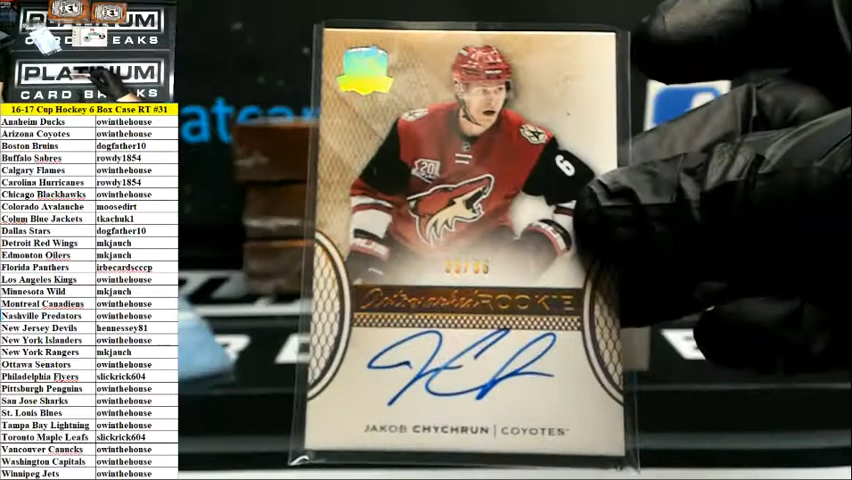 PLATINUM
CARD BREAKS
PLATINUM
CARD BREAKS
16-17 Cup Hockey 6 Box Case RT #31
Anaheim Ducks owinthehouse
Arizona Coyotes owinthehouse
Boston Bruins dogfather10
Buffalo Sabres rowdy1854
Calgary Flames owinthehouse
Carolina Hurricanes rowdy1854
Chicago Blackhawks owinthehouse
Colorado Avalanche moosedirt
Colum Blue Jackets tkachuk1
Dallas Stars dogfather10
Detroit Red Wings mkjauch
Edmonton Oilers mkjauch
Florida Panthers irbecardscccp
Los Angeles Kings owinthehouse
Minnesota Wild mkjauch
Montreal Canadiens owinthehouse
Nashville Predators owinthehouse
New Jersey Devils hennessey81
New York Islanders owinthehouse
New York Rangers mkjauch
Ottawa Senators owinthehouse
Philadelphia Flyers slickrick604
Pittsburgh Penguins owinthehouse
San Jose Sharks owinthehouse
St. Louis Blues owinthehouse
Tampa Bay Lightning owinthehouse
Toronto Maple Leafs slickrick604
Vancouver Canucks owinthehouse
Washington Capitals owinthehouse
Winnipeg Jets owinthehouse
6
20
Autographed ROOKIE
JAKOB CHYCHRUN | COYOTES